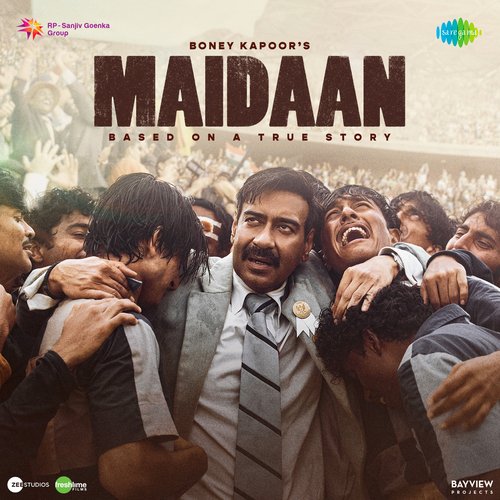 RP - Sanjiv Goenka
Group
saregama
BONEY KAPOOR'S
MAIDAAN
BASED ON A TRUE STORY
ZEE STUDIOS
freshlime
FILMS
BAYVIEW
PROJECTS